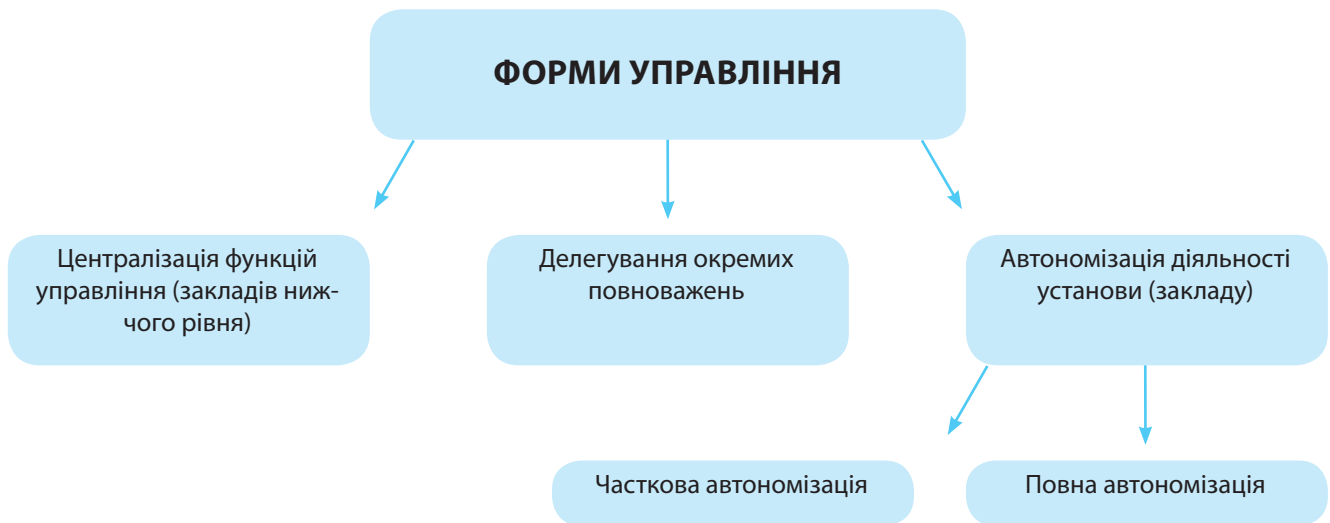 ФОРМИ УПРАВЛІННЯ
Централізація функцій
управління (закладів ниж-
чого рівня)
Делегування окремих
повноважень
Автономізація діяльності
установи (закладу)
Часткова автономізація
Повна автономізація